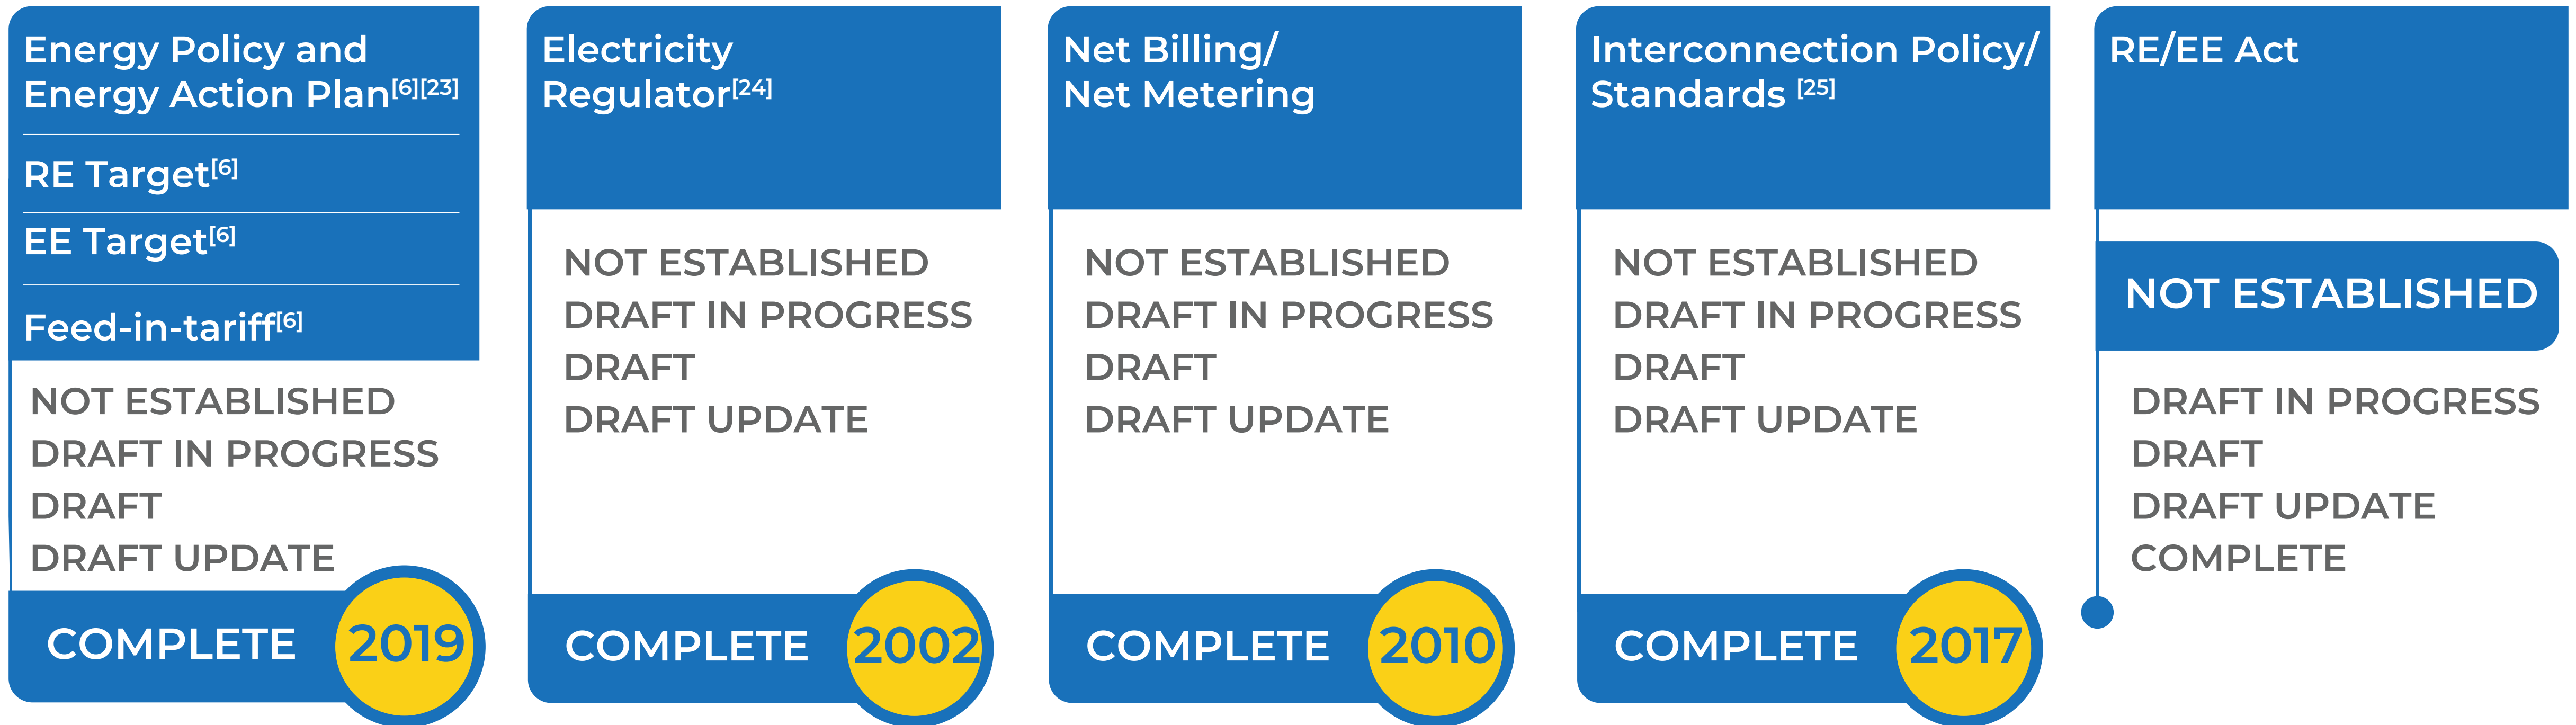 Energy Policy and
Energy Action Plan[6][23]
RE Target[6]
EE Target[6]
Feed-in-tariff[6]
NOT ESTABLISHED
DRAFT IN PROGRESS
DRAFT
DRAFT UPDATE
COMPLETE 2019
Electricity
Regulator[24]
NOT ESTABLISHED
DRAFT IN PROGRESS
DRAFT
DRAFT UPDATE
COMPLETE 2002
Net Billing/
Net Metering
NOT ESTABLISHED
DRAFT IN PROGRESS
DRAFT
DRAFT UPDATE
COMPLETE 2010
Interconnection Policy/
Standards [25]
NOT ESTABLISHED
DRAFT IN PROGRESS
DRAFT
DRAFT UPDATE
COMPLETE 2017
RE/EE Act
NOT ESTABLISHED
DRAFT IN PROGRESS
DRAFT
DRAFT UPDATE
COMPLETE